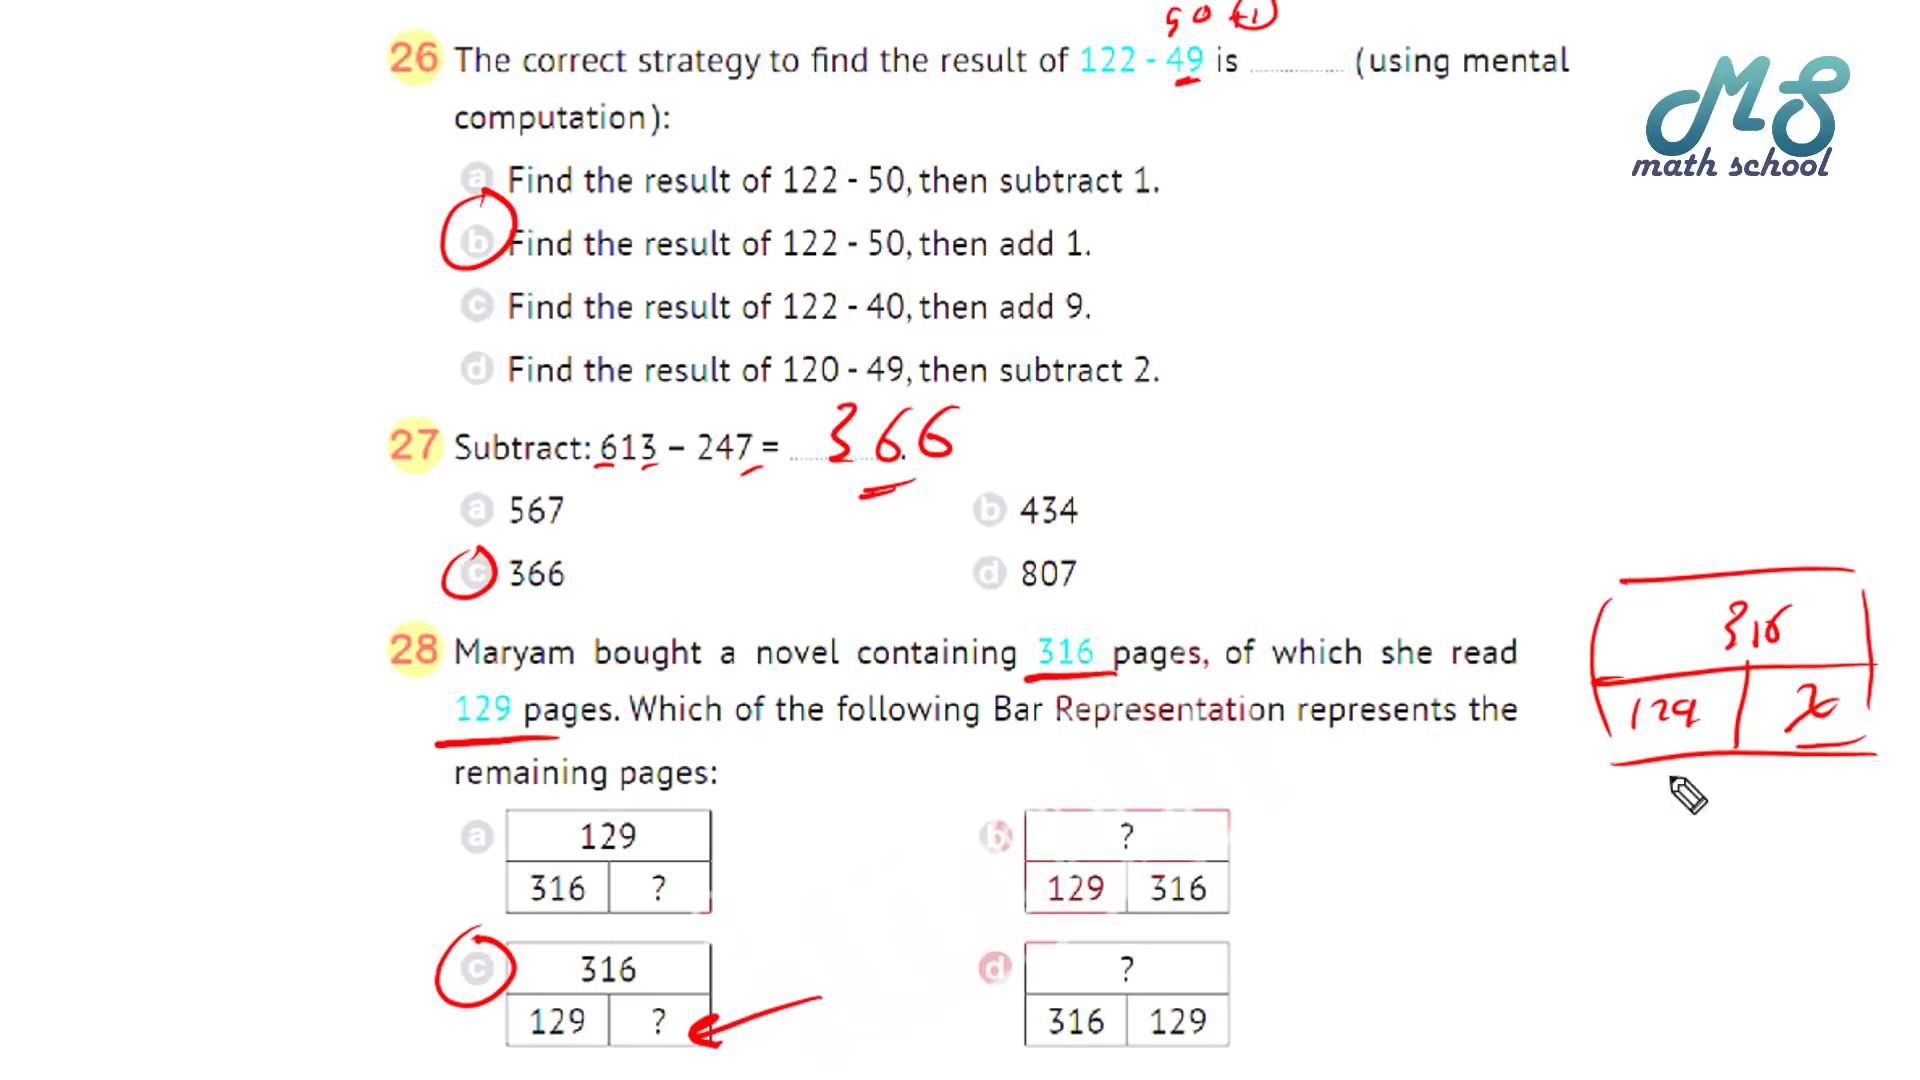 50 +1
26 The correct strategy to find the result of 122 - 49 is ............ (using mental
computation):
a Find the result of 122 - 50, then subtract 1.
b Find the result of 122 - 50, then add 1.
c Find the result of 122 - 40, then add 9.
d Find the result of 120 - 49, then subtract 2.
27 Subtract: 613 – 247 = ............ 366
a 567
b 434
c 366
d 807
28 Maryam bought a novel containing 316 pages, of which she read
129 pages. Which of the following Bar Representation represents the
remaining pages:
a 129
316 ?
b ?
129 316
c 316
129 ?
d ?
316 129
316
129 x
MS
math school